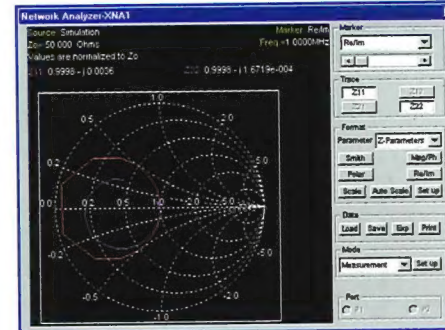 Network Analyzer-XNA1
Source: Simulation
Marker: Re/Im
Zo= 50.000 Ohms
Freq =1.0000MHz
Values are normalized to Zo
Z11 0.9998 - j 0.0036
Z22 0.9998 - j 1.6719e-004
1.0
0.5
2.0
0.2
5.0
0.0
0.2
0.5
1.0
2.0
5.0
-0.2
-5.0
-0.5
-2.0
-1.0
Marker
Re/Im
Trace
Z11
Z12
Z21
Z22
Format
Parameter Z-Parameters
Smith
Mag/Ph
Polar
Re/Im
Scale
Auto Scale
Set up
Data
Load
Save
Exp
Print
Mode
Measurement
Set up
Port